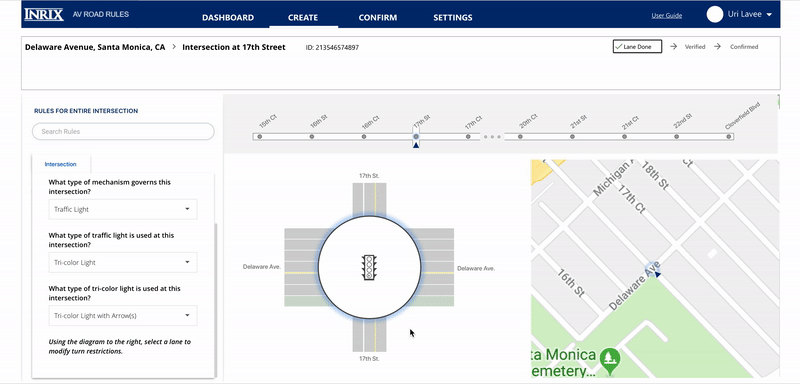 INRIX AV ROAD RULES
DASHBOARD
CREATE
CONFIRM
SETTINGS
User Guide
Uri Lavee
Delaware Avenue, Santa Monica, CA > Intersection at 17th Street
ID: 213546574897
Lane Done
Verified
Confirmed
RULES FOR ENTIRE INTERSECTION
Search Rules
Intersection
What type of mechanism governs this
intersection?
Traffic Light
What type of traffic light is used at this
intersection?
Tri-color Light
What type of tri-color light is used at this
intersection?
Tri-color Light with Arrow(s)
Using the diagram to the right, select a lane to
modify turn restrictions.
15th Ct
16th St
16th Ct
17th St
17th Ct
20th Ct
21st St
21st Ct
22nd St
Cloverfield Blvd
17th St.
Delaware Ave.
Delaware Ave.
17th St.
Michigan A
18th St
17th Ct
Delaware Ave
16th St
ta Monica
emetery...